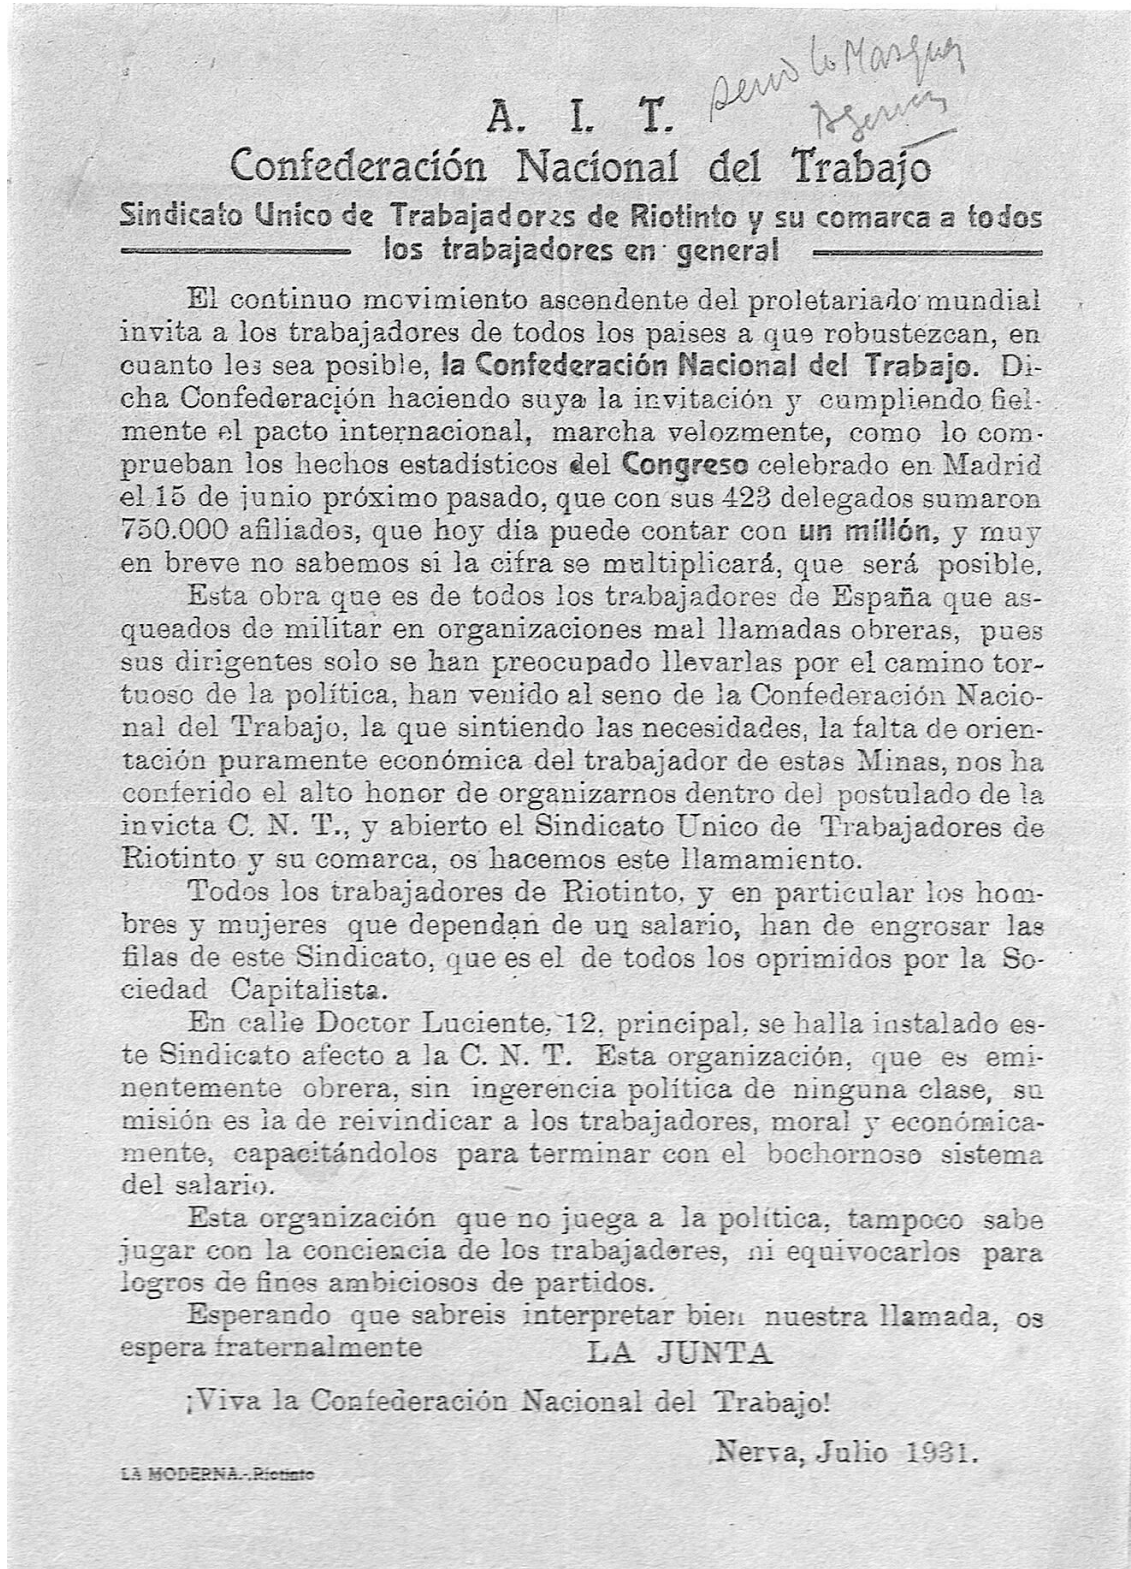 lo Marquez
A. I. T.
Confederación Nacional del Trabajo
Sindicato Unico de Trabajadores de Riotinto y su comarca a todos
los trabajadores en general
El continuo movimiento ascendente del proletariado mundial
invita a los trabajadores de todos los paises a que robustezcan, en
cuanto les sea posible, la Confederación Nacional del Trabajo. Di-
cha Confederación haciendo suya la invitación y cumpliendo fiel-
mente el pacto internacional, marcha velozmente, como lo com-
prueban los hechos estadísticos del Congreso celebrado en Madrid
el 15 de junio próximo pasado, que con sus 423 delegados sumaron
750.000 afiliados, que hoy día puede contar con un millón, y muy
en breve no sabemos si la cifra se multiplicará, que será posible.
Esta obra que es de todos los trabajadores de España que as-
queados de militar en organizaciones mal llamadas obreras, pues
sus dirigentes solo se han preocupado llevarlas por el camino tor-
tuoso de la política, han venido al seno de la Confederación Nacio-
nal del Trabajo, la que sintiendo las necesidades, la falta de orien-
tación puramente económica del trabajador de estas Minas, nos ha
conferido el alto honor de organizarnos dentro del postulado de la
invicta C. N. T., y abierto el Sindicato Unico de Trabajadores de
Riotinto y su comarca, os hacemos este llamamiento.
Todos los trabajadores de Riotinto, y en particular los hom-
bres y mujeres que dependan de un salario, han de engrosar las
filas de este Sindicato, que es el de todos los oprimidos por la So-
ciedad Capitalista.
En calle Doctor Luciente, 12, principal, se halla instalado es-
te Sindicato afecto a la C. N. T. Esta organización, que es emi-
nentemente obrera, sin ingerencia política de ninguna clase, su
misión es la de reivindicar a los trabajadores, moral y económica-
mente, capacitándolos para terminar con el bochornoso sistema
del salario.
Esta organización que no juega a la política, tampoco sabe
jugar con la conciencia de los trabajadores, ni equivocarlos para
logros de fines ambiciosos de partidos.
Esperando que sabreis interpretar bien nuestra llamada, os
espera fraternalmente LA JUNTA
¡Viva la Confederación Nacional del Trabajo!
Nerva, Julio 1931.
LA MODERNA.-Riotinto